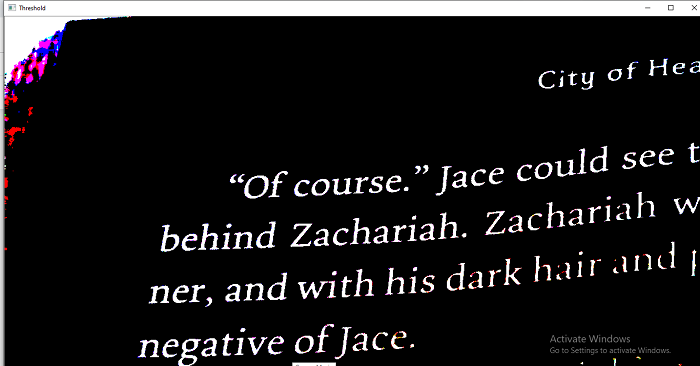 Threshold
City of Hea
“Of course.” Jace could see t
behind Zachariah. Zachariah w
ner, and with his dark hair and p
negative of Jace.
Activate Windows
Go to Settings to activate Windows.